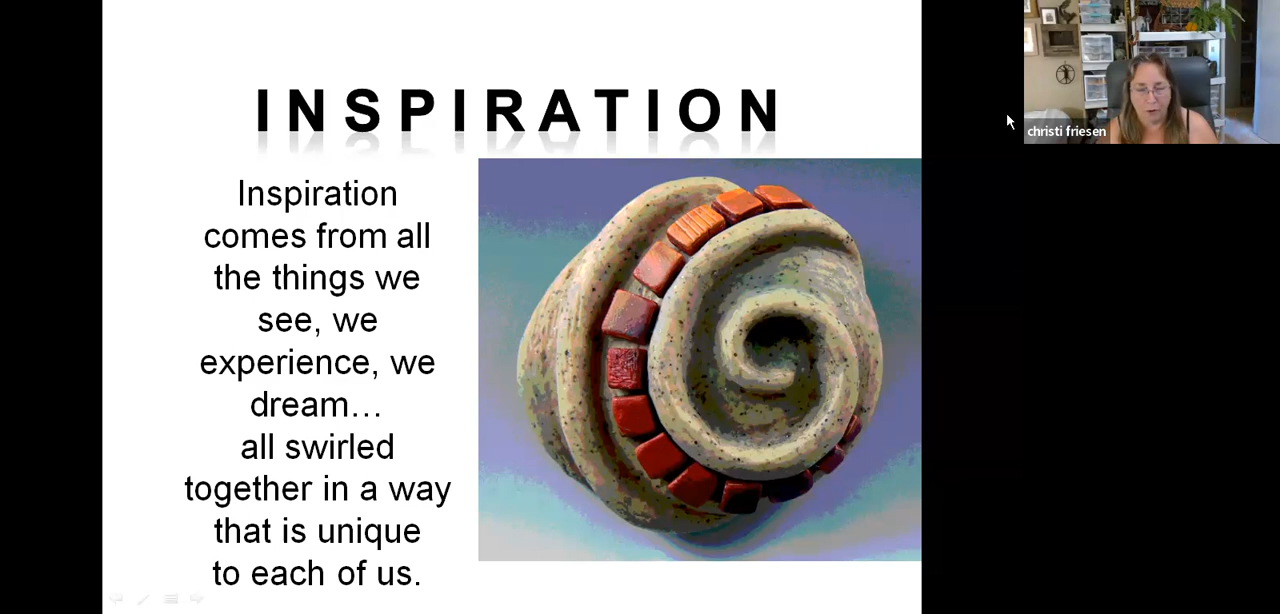 INSPIRATION
Inspiration
comes from all
the things we
see, we
experience, we
dream…
all swirled
together in a way
that is unique
to each of us.
christi friesen